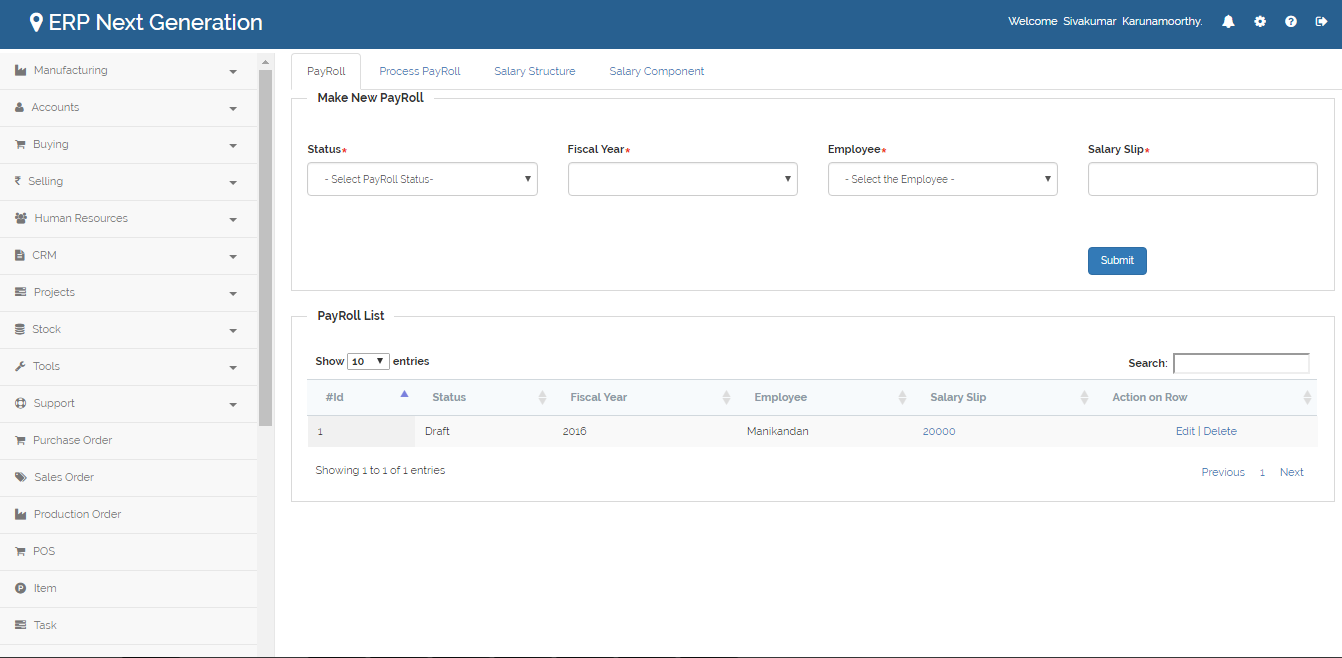 ERP Next Generation
Welcome Sivakumar Karunamoorthy.
Manufacturing
Accounts
Buying
Selling
Human Resources
CRM
Projects
Stock
Tools
Support
Purchase Order
Sales Order
Production Order
POS
Item
Task
PayRoll Process PayRoll Salary Structure Salary Component
Make New PayRoll
Status* Fiscal Year* Employee* Salary Slip*
- Select PayRoll Status- - Select the Employee -
Submit
PayRoll List
Show 10 entries Search:
#Id Status Fiscal Year Employee Salary Slip Action on Row
1 Draft 2016 Manikandan 20000 Edit | Delete
Showing 1 to 1 of 1 entries Previous 1 Next